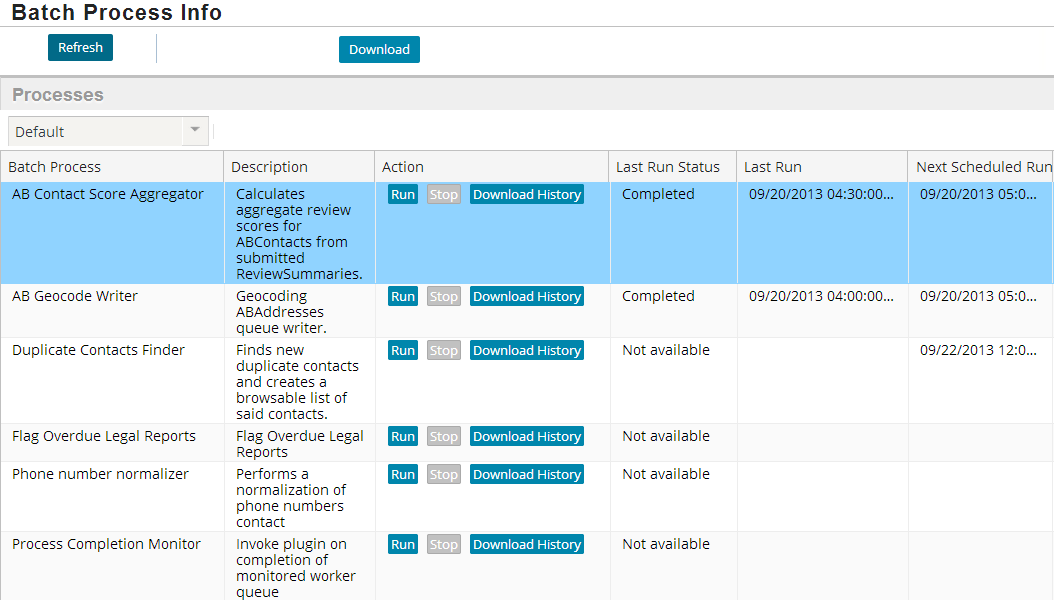 Batch Process Info
Refresh Download
Processes
Default
Batch Process Description Action Last Run Status Last Run Next Scheduled Run
AB Contact Score Aggregator Calculates Run Stop Download History Completed 09/20/2013 04:30:00... 09/20/2013 05:0...
aggregate review
scores for
ABContacts from
submitted
ReviewSummaries.
AB Geocode Writer Geocoding Run Stop Download History Completed 09/20/2013 04:00:00... 09/20/2013 05:0...
ABAddresses
queue writer.
Duplicate Contacts Finder Finds new Run Stop Download History Not available 09/22/2013 12:0...
duplicate contacts
and creates a
browsable list of
said contacts.
Flag Overdue Legal Reports Flag Overdue Legal Run Stop Download History Not available
Reports
Phone number normalizer Performs a Run Stop Download History Not available
normalization of
phone numbers
contact
Process Completion Monitor Invoke plugin on Run Stop Download History Not available
completion of
monitored worker
queue